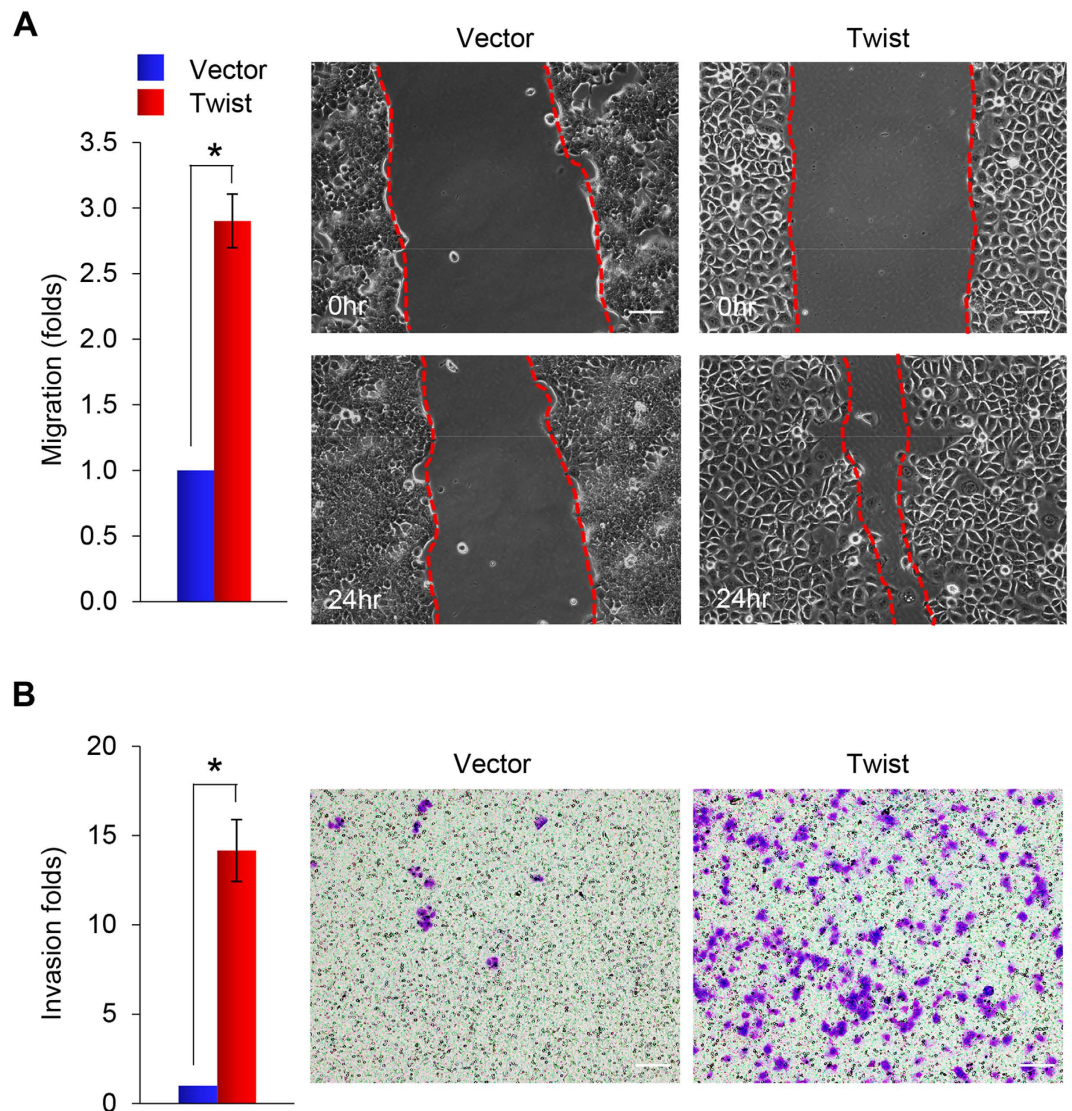 A
Vector
Twist
Vector
Twist
3.5
3.0
2.5
2.0
1.5
1.0
0.5
0.0
Migration (folds)
*
0hr
0hr
24hr
24hr
B
Vector
Twist
20
15
10
5
0
Invasion folds)
*